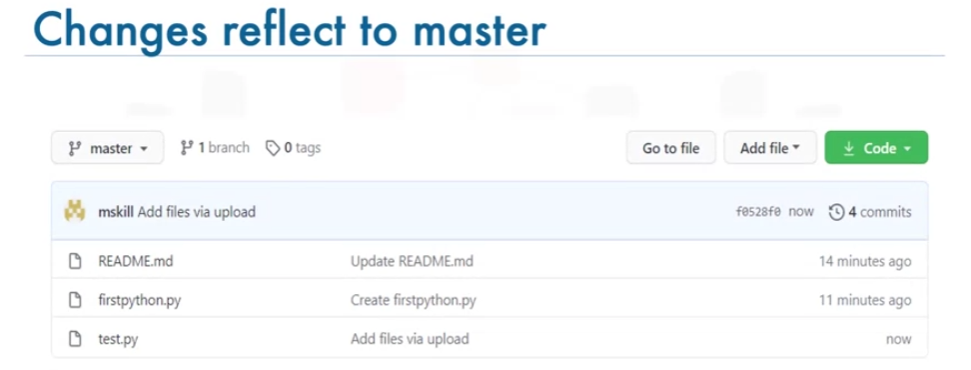 Changes reflect to master
master 1 branch 0 tags Go to file Add file Code
mskill Add files via upload f0528f0 now 4 commits
README.md Update README.md 14 minutes ago
firstpython.py Create firstpython.py 11 minutes ago
test.py Add files via upload now